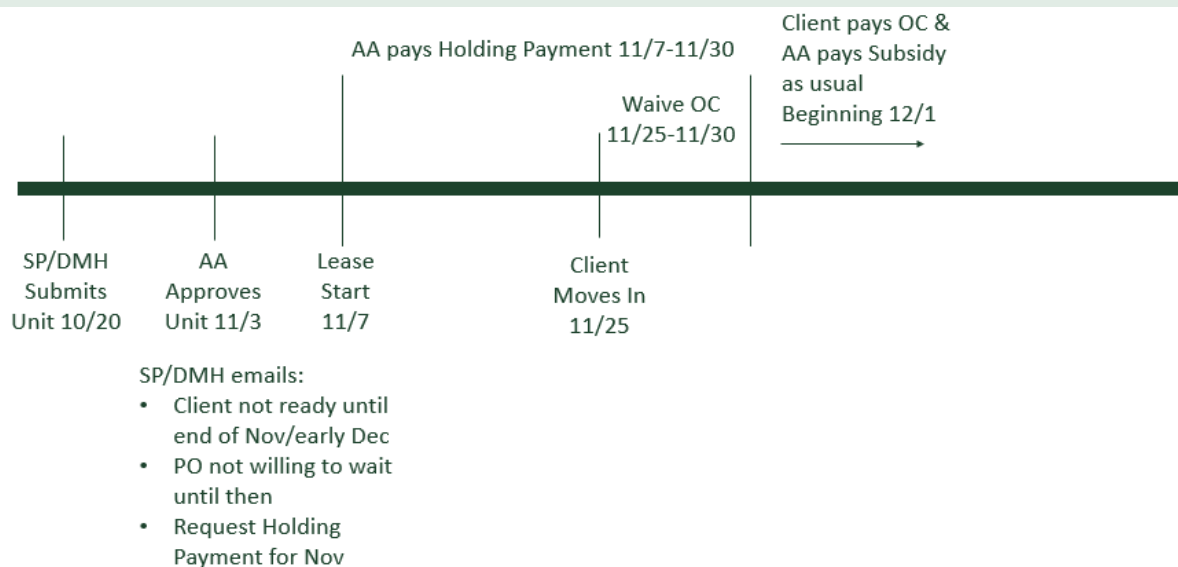 AA pays Holding Payment 11/7-11/30
Waive OC
11/25-11/30
Client pays OC &
AA pays Subsidy
as usual
Beginning 12/1
SP/DMH
Submits
Unit 10/20
AA
Approves
Unit 11/3
Lease
Start
11/7
Client
Moves In
11/25
SP/DMH emails:
• Client not ready until
end of Nov/early Dec
• PO not willing to wait
until then
• Request Holding
Payment for Nov